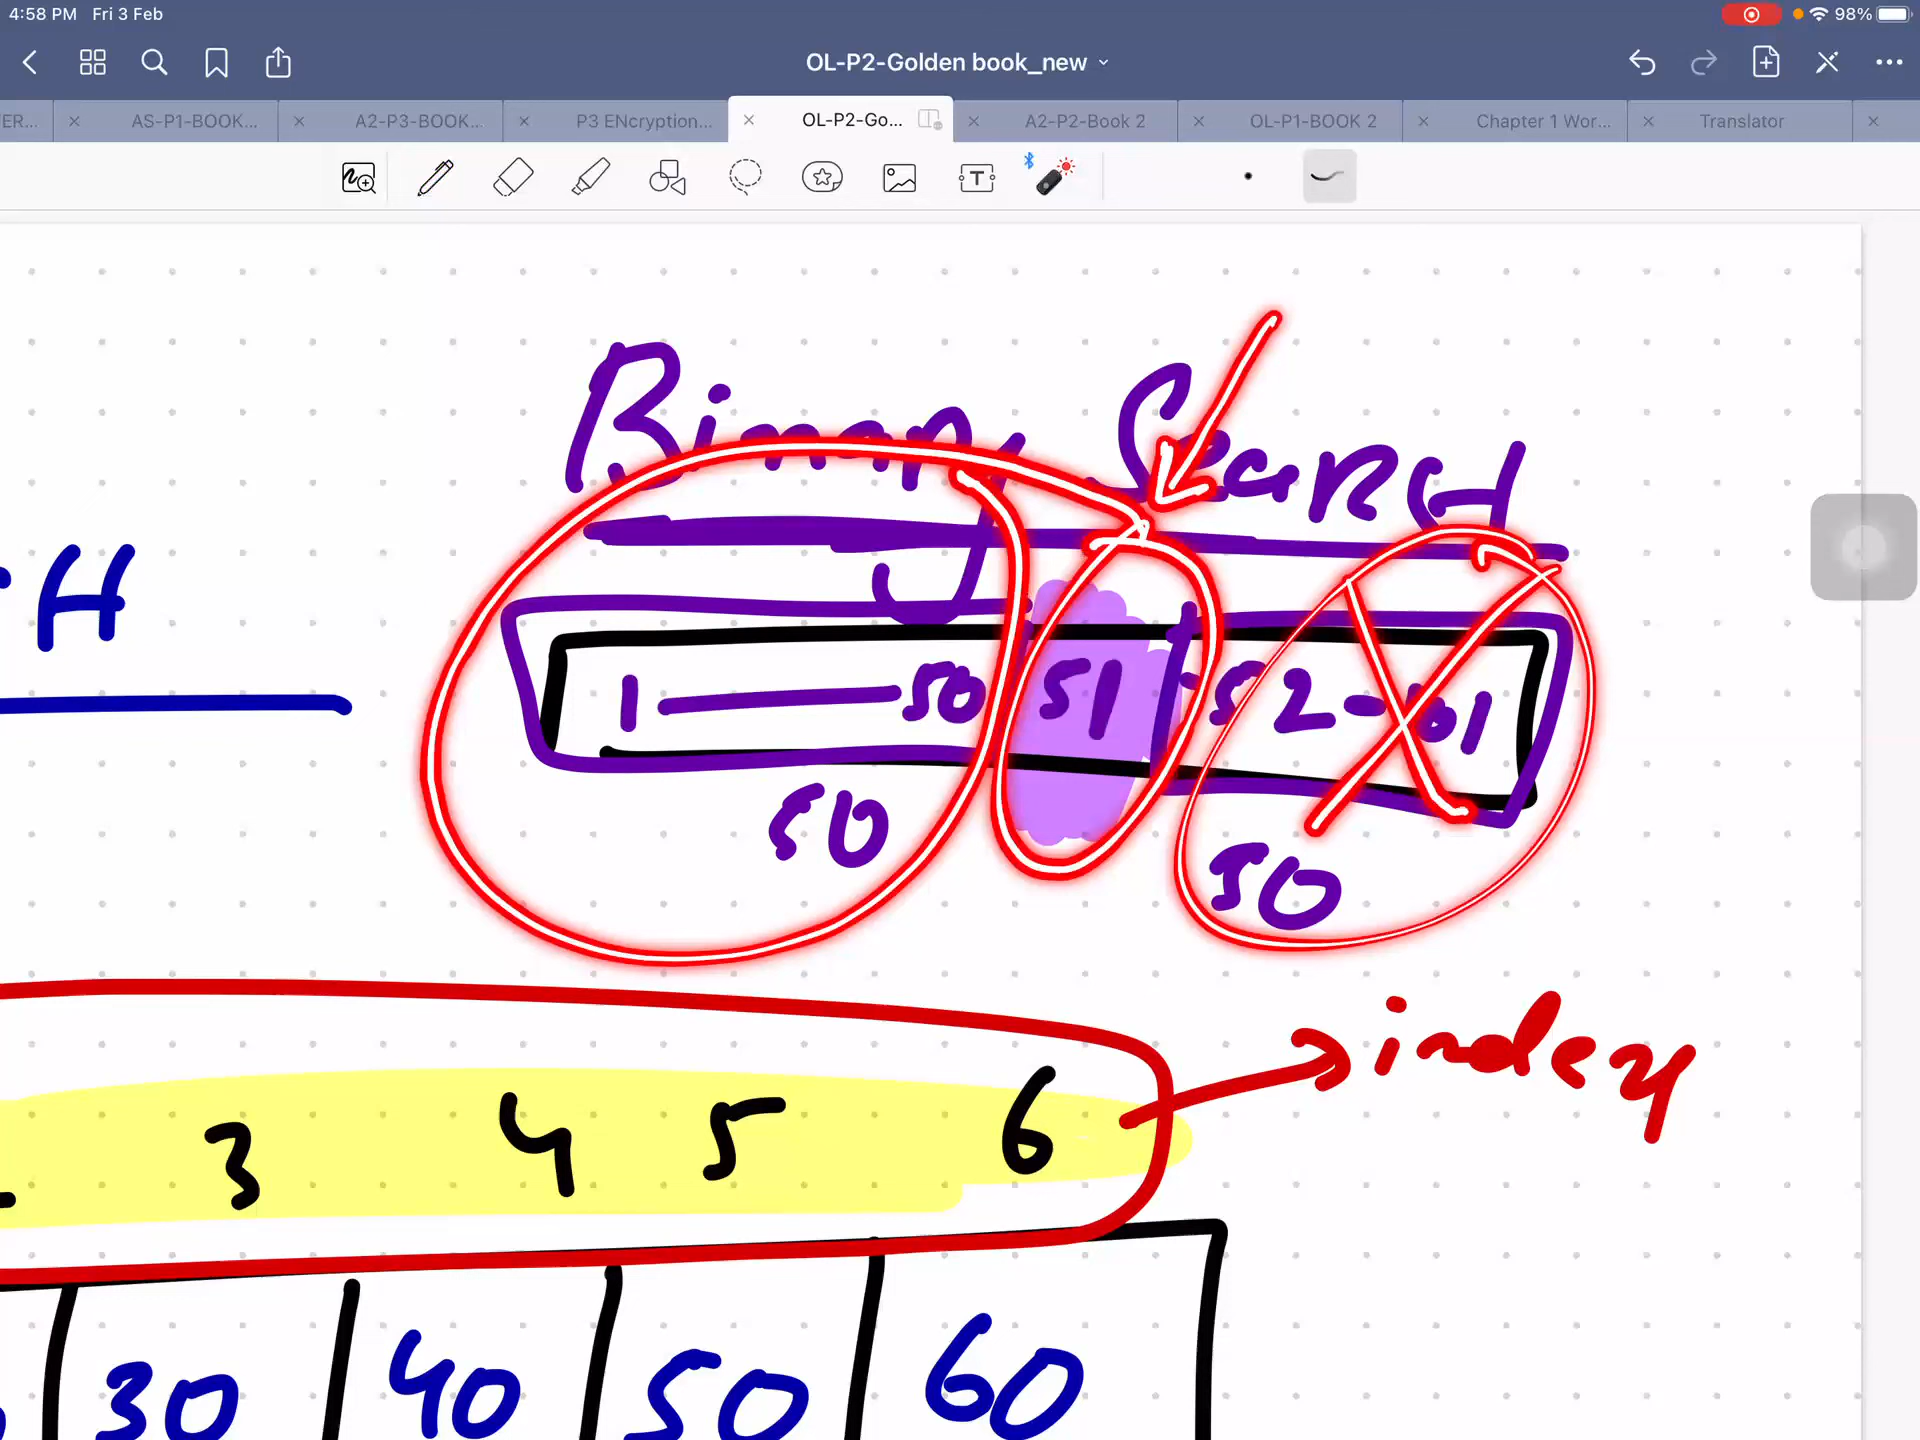 4:58 PM Fri 3 Feb
98%
OL-P2-Golden book_new
ER...
AS-P1-BOOK...
A2-P3-BOOK...
P3 ENcryption...
OL-P2-Go...
A2-P2-Book 2
OL-P1-BOOK 2
Chapter 1 Wor...
Translator
T
Binary SeaRcH
H
1 — 50 51 52 - 101
50
50
index
3 4 5 6
30 40 50 60